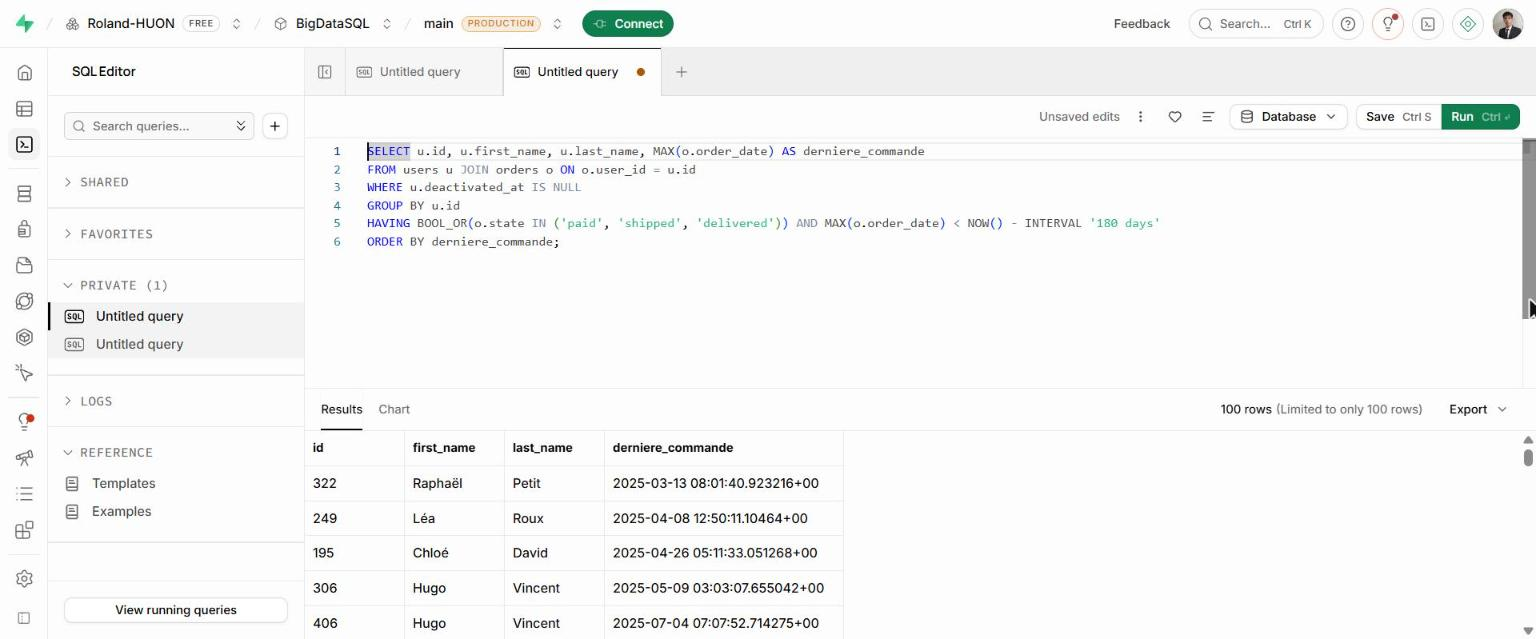 Roland-HUON FREE BigDataSQL main PRODUCTION Connect Feedback Search... Ctrl K
SQL Editor
SQL Untitled query
SQL Untitled query
Search queries...
Unsaved edits Database Save Ctrl S Run Ctrl ↵
SHARED
FAVORITES
PRIVATE (1)
SQL Untitled query
SQL Untitled query
LOGS
REFERENCE
Templates
Examples
View running queries
1 SELECT u.id, u.first_name, u.last_name, MAX(o.order_date) AS derniere_commande
2 FROM users u JOIN orders o ON o.user_id = u.id
3 WHERE u.deactivated_at IS NULL
4 GROUP BY u.id
5 HAVING BOOL_OR(o.state IN ('paid', 'shipped', 'delivered')) AND MAX(o.order_date) < NOW() - INTERVAL '180 days'
6 ORDER BY derniere_commande;
Results Chart 100 rows (Limited to only 100 rows) Export
id first_name last_name derniere_commande
322 Raphaël Petit 2025-03-13 08:01:40.923216+00
249 Léa Roux 2025-04-08 12:50:11.10464+00
195 Chloé David 2025-04-26 05:11:33.051268+00
306 Hugo Vincent 2025-05-09 03:03:07.655042+00
406 Hugo Vincent 2025-07-04 07:07:52.714275+00